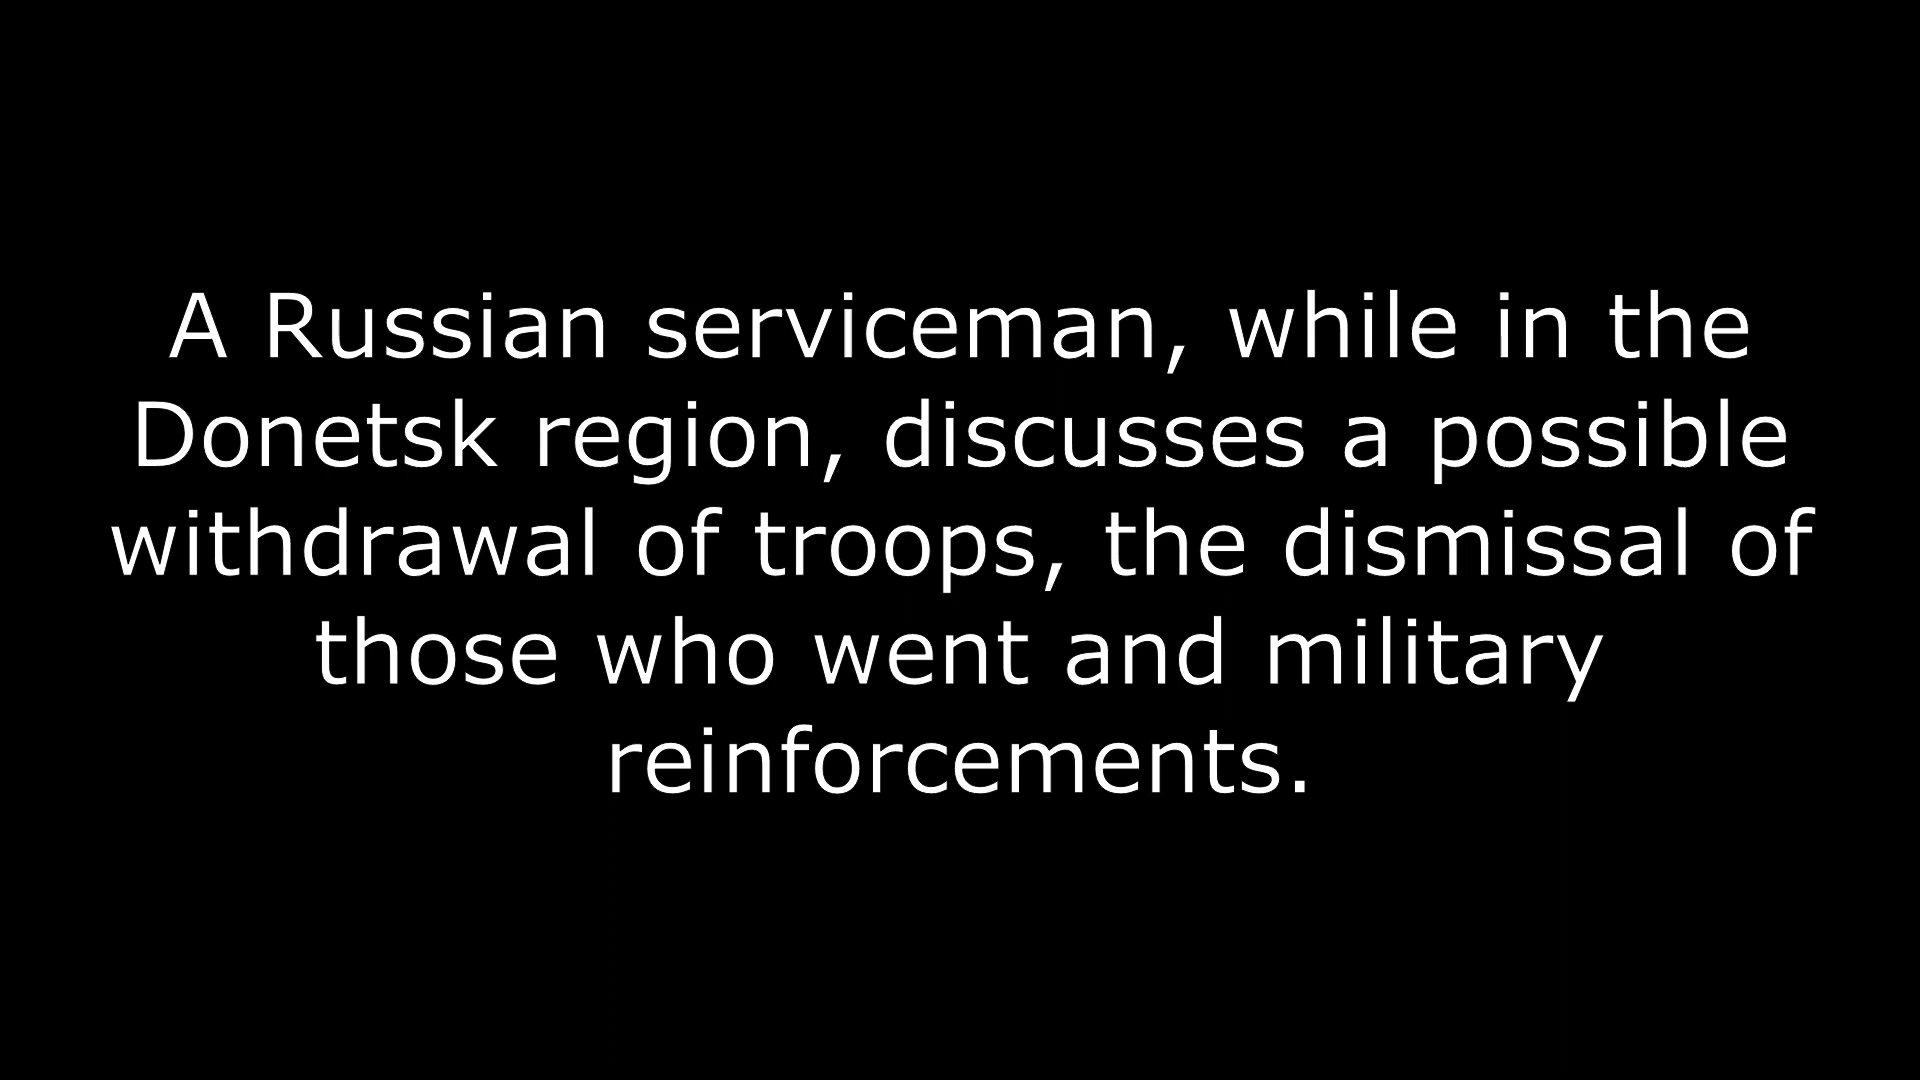 A Russian serviceman, while in the
Donetsk region, discusses a possible
withdrawal of troops, the dismissal of
those who went and military
reinforcements.